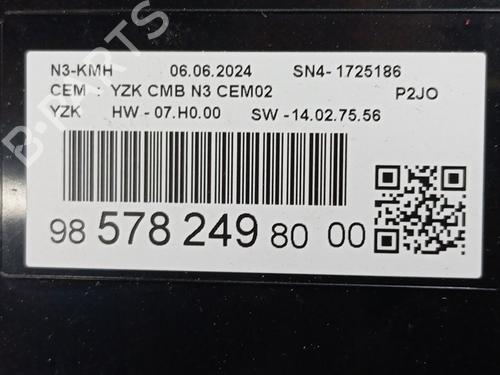 N3-KMH 06.06.2024 SN4- 1725186
CEM : YZK CMB N3 CEM02 P2JO
YZK HW - 07.H0.00 SW -14.02.75.56
98 578 249 80 00
B-PARTS